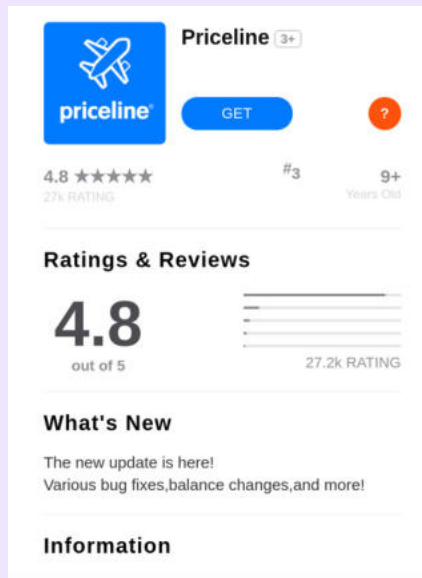 Priceline 3+
priceline®
GET
?
4.8 ★★★★★
27k RATING
#3
9+
Years Old
Ratings & Reviews
4.8
out of 5
27.2k RATING
What's New
The new update is here!
Various bug fixes,balance changes,and more!
Information